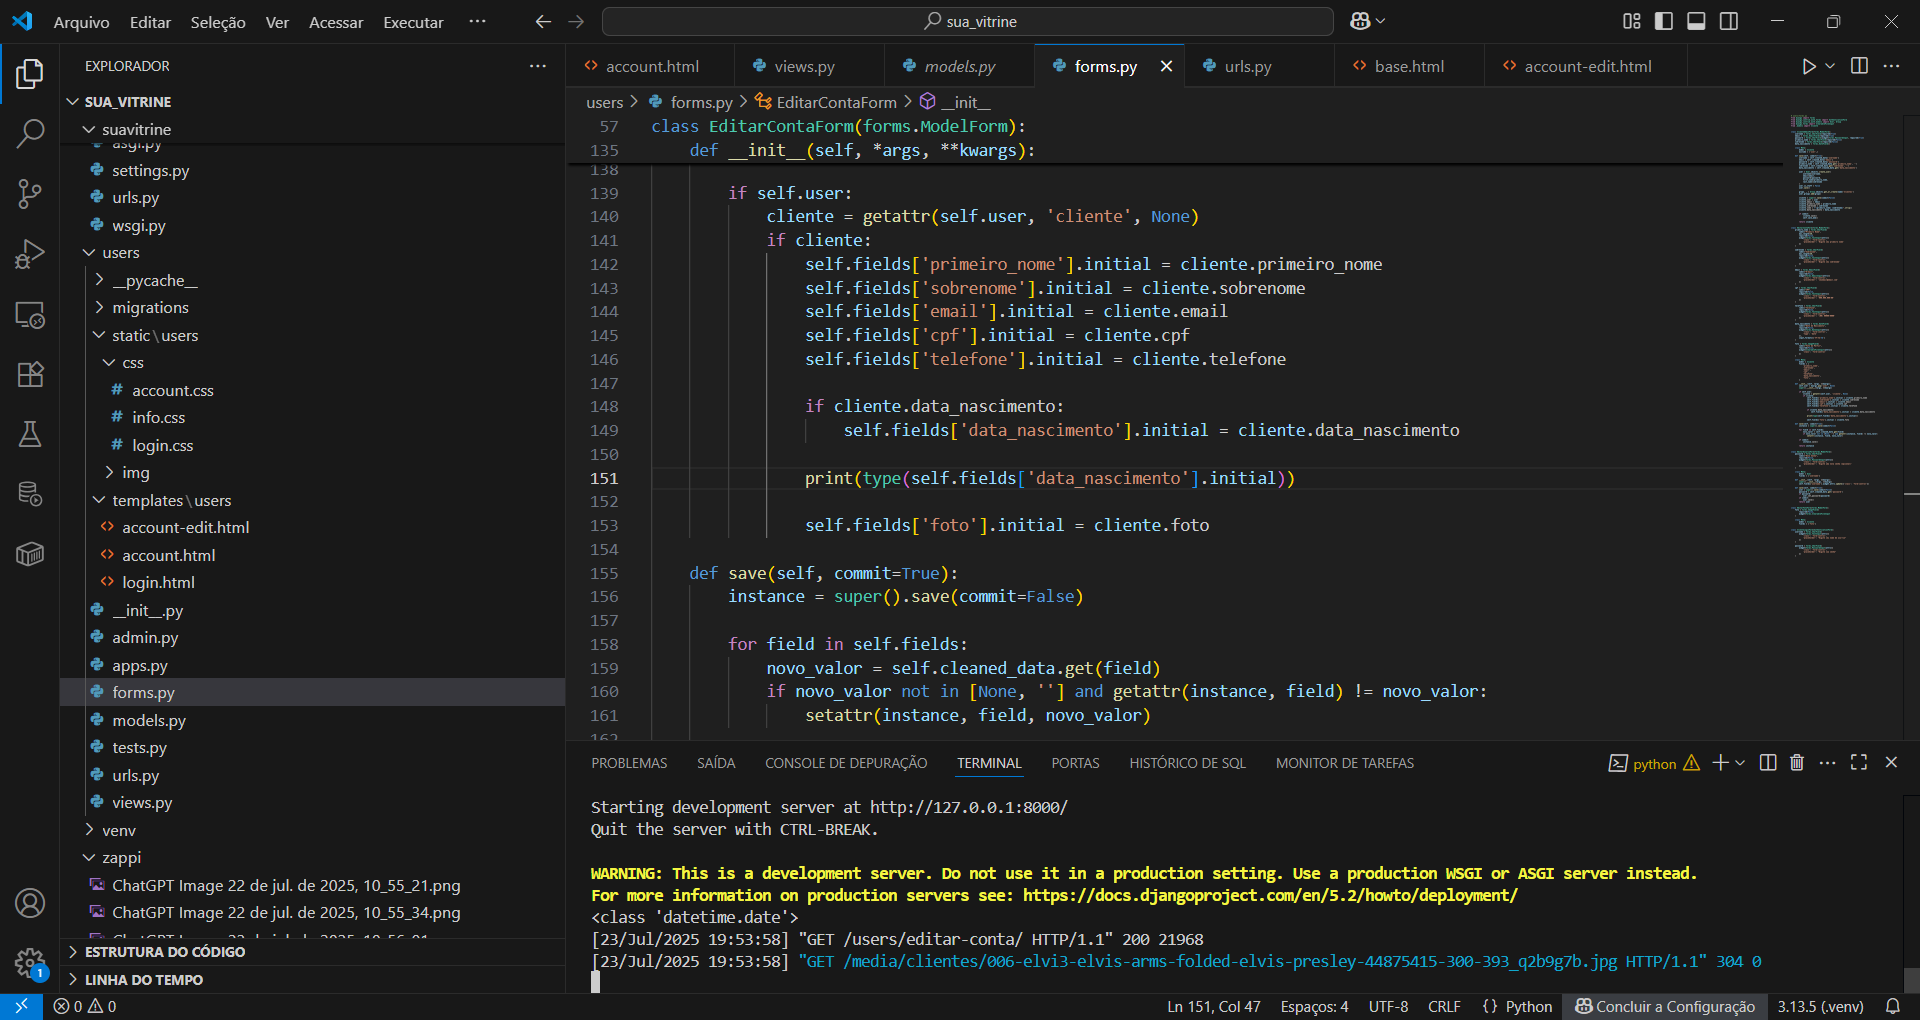 Arquivo Editar Seleção Ver Acessar Executar ··· sua_vitrine
EXPLORADOR ···
SUA_VITRINE
suavitrine
asgi.py
settings.py
urls.py
wsgi.py
users
__pycache__
migrations
static\users
css
# account.css
# info.css
# login.css
img
templates\users
<> account-edit.html
<> account.html
<> login.html
__init__.py
admin.py
apps.py
forms.py
models.py
tests.py
urls.py
views.py
venv
zappi
ChatGPT Image 22 de jul. de 2025, 10_55_21.png
ChatGPT Image 22 de jul. de 2025, 10_55_34.png
ESTRUTURA DO CÓDIGO
LINHA DO TEMPO
1
<> account.html views.py models.py forms.py urls.py <> base.html <> account-edit.html
users > forms.py > EditarContaForm > __init__
57 class EditarContaForm(forms.ModelForm):
135 def __init__(self, *args, **kwargs):
138
139 if self.user:
140 cliente = getattr(self.user, 'cliente', None)
141 if cliente:
142 self.fields['primeiro_nome'].initial = cliente.primeiro_nome
143 self.fields['sobrenome'].initial = cliente.sobrenome
144 self.fields['email'].initial = cliente.email
145 self.fields['cpf'].initial = cliente.cpf
146 self.fields['telefone'].initial = cliente.telefone
147
148 if cliente.data_nascimento:
149 self.fields['data_nascimento'].initial = cliente.data_nascimento
150
151 print(type(self.fields['data_nascimento'].initial))
152
153 self.fields['foto'].initial = cliente.foto
154
155 def save(self, commit=True):
156 instance = super().save(commit=False)
157
158 for field in self.fields:
159 novo_valor = self.cleaned_data.get(field)
160 if novo_valor not in [None, ''] and getattr(instance, field) != novo_valor:
161 setattr(instance, field, novo_valor)
162
PROBLEMAS SAÍDA CONSOLE DE DEPURAÇÃO TERMINAL PORTAS HISTÓRICO DE SQL MONITOR DE TAREFAS python
Starting development server at http://127.0.0.1:8000/
Quit the server with CTRL-BREAK.
WARNING: This is a development server. Do not use it in a production setting. Use a production WSGI or ASGI server instead.
For more information on production servers see: https://docs.djangoproject.com/en/5.2/howto/deployment/
<class 'datetime.date'>
[23/Jul/2025 19:53:58] "GET /users/editar-conta/ HTTP/1.1" 200 21968
[23/Jul/2025 19:53:58] "GET /media/clientes/006-elvi3-elvis-arms-folded-elvis-presley-44875415-300-393_q2b9g7b.jpg HTTP/1.1" 304 0
0 0 Ln 151, Col 47 Espaços: 4 UTF-8 CRLF {} Python Concluir a Configuração 3.13.5 (.venv)